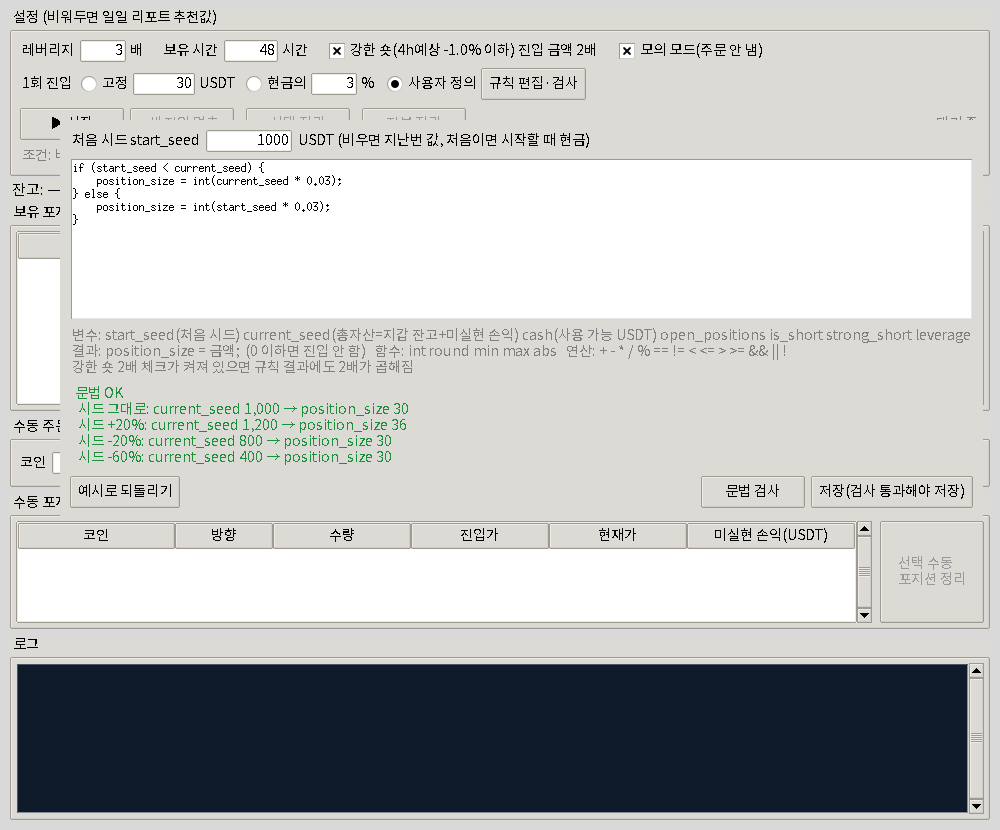 설정 (비워두면 일일 리포트 추천값)
레버리지 3 배 보유 시간 48 시간 강한 숏(4h예상 -1.0% 이하) 진입 금액 2배 모의 모드(주문 안 냄)
1회 진입 고정 30 USDT 현금의 3 % 사용자 정의 규칙 편집·검사
처음 시드 start_seed 1000 USDT (비우면 지난번 값, 처음이면 시작할 때 현금)
조건:
if (start_seed < current_seed) {
    position_size = int(current_seed * 0.03);
} else {
    position_size = int(start_seed * 0.03);
}
잔고: —
보유 포지
변수: start_seed(처음 시드) current_seed(총자산=지갑 잔고+미실현 손익) cash(사용 가능 USDT) open_positions is_short strong_short leverage
결과: position_size = 금액; (0 이하면 진입 안 함) 함수: int round min max abs 연산: + - * / % == != < <= > >= && || !
강한 숏 2배 체크가 켜져 있으면 규칙 결과에도 2배가 곱해짐
문법 OK
시드 그대로: current_seed 1,000 → position_size 30
시드 +20%: current_seed 1,200 → position_size 36
시드 -20%: current_seed 800 → position_size 30
시드 -60%: current_seed 400 → position_size 30
수동 주문
코인
예시로 되돌리기 문법 검사 저장(검사 통과해야 저장)
수동 포지
코인 방향 수량 진입가 현재가 미실현 손익(USDT)
선택 수동
포지션 정리
로그